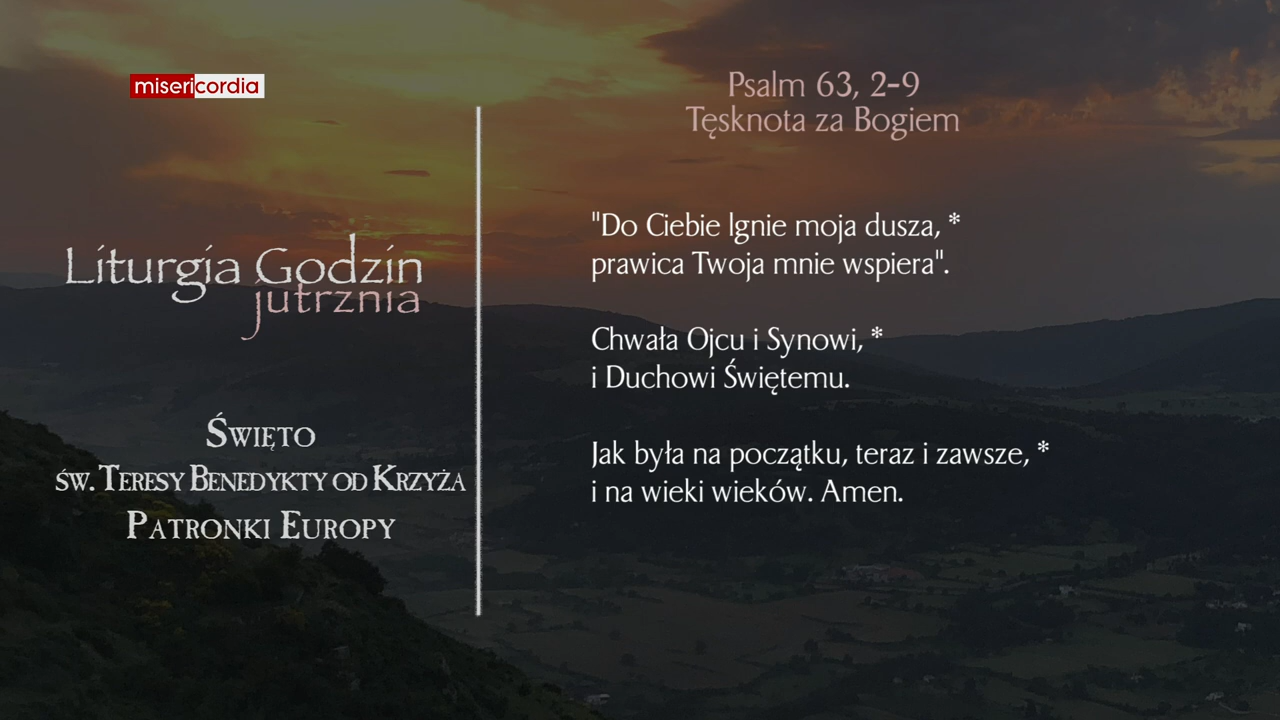 misericordia
Liturgia Godzin
jutrznia
Święto
św. Teresy Benedykty od Krzyża
Patronki Europy
Psalm 63, 2-9
Tęsknota za Bogiem
"Do Ciebie lgnie moja dusza, *
prawica Twoja mnie wspiera".
Chwała Ojcu i Synowi, *
i Duchowi Świętemu.
Jak była na początku, teraz i zawsze, *
i na wieki wieków. Amen.